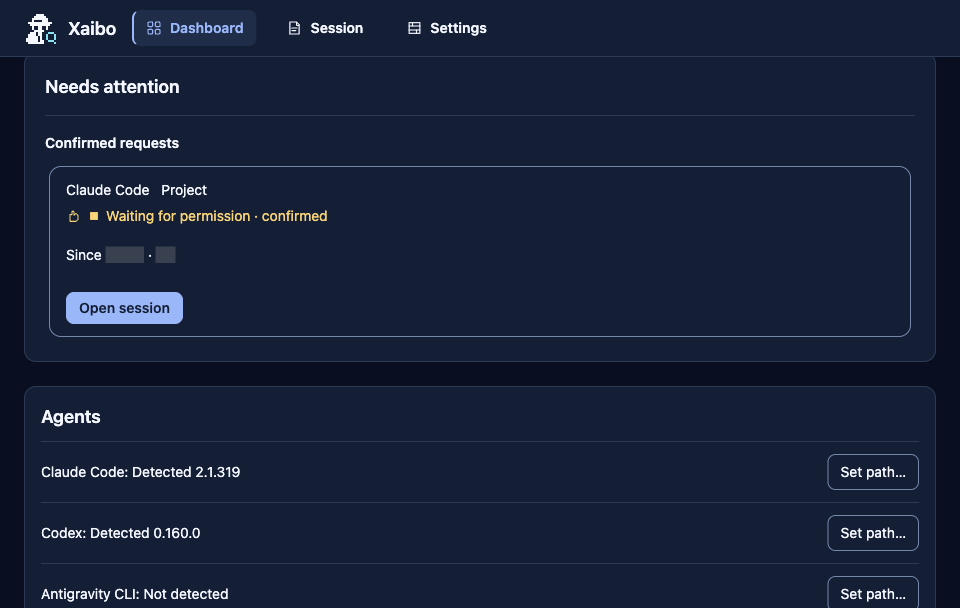 Xaibo
Dashboard
Session
Settings
Needs attention
Confirmed requests
Claude Code Project
Waiting for permission · confirmed
Since ·
Open session
Agents
Claude Code: Detected 2.1.319
Set path...
Codex: Detected 0.160.0
Set path...
Antigravity CLI: Not detected
Set path...